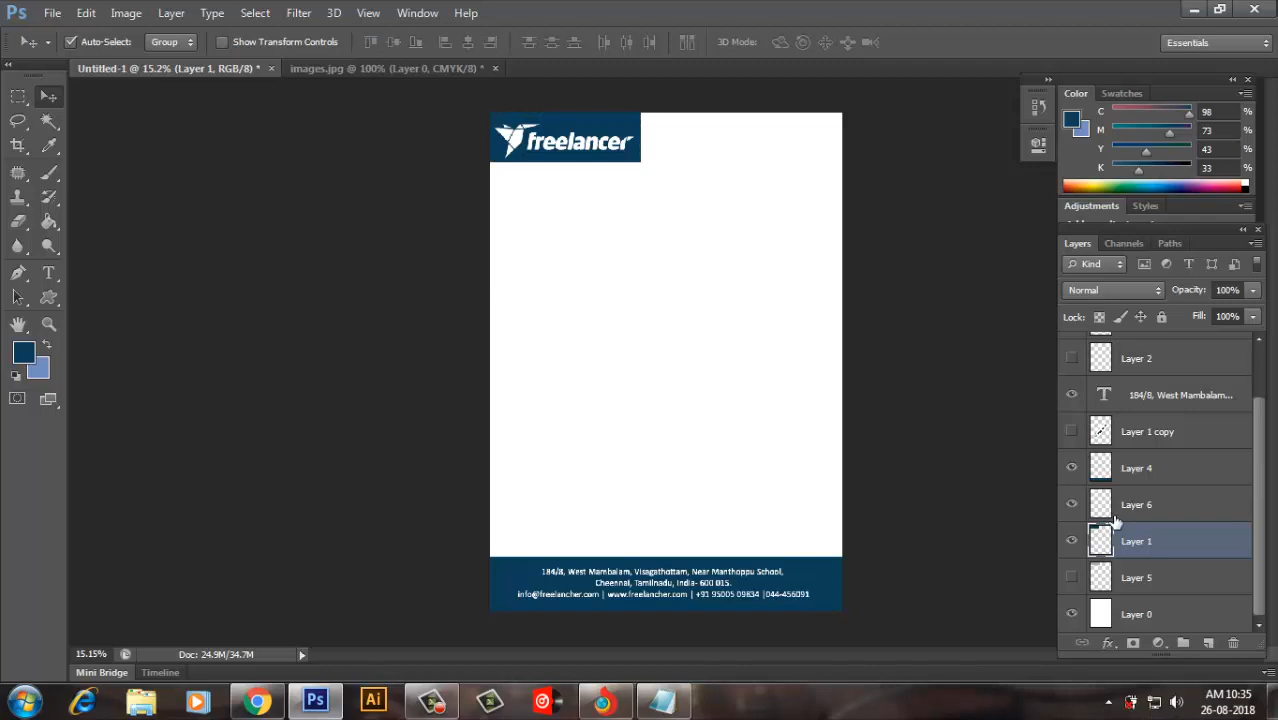 Ps File Edit Image Layer Type Select Filter 3D View Window Help
Auto-Select: Group Show Transform Controls 3D Mode: Essentials
Untitled-1 @ 15.2% (Layer 1, RGB/8) * × images.jpg @ 100% (Layer 0, CMYK/8) * ×
Color Swatches
C 98 %
M 73 %
Y 43 %
K 33 %
Adjustments Styles
Layers Channels Paths
Kind
Normal Opacity: 100%
Lock: Fill: 100%
Layer 2
T 184/8, West Mambalam...
Layer 1 copy
Layer 4
Layer 6
Layer 1
Layer 5
Layer 0
freelancer
184/8, West Mambalam, Visagathottam, Near Manthoppu School,
Cheennai, Tamilnadu, India- 600 015.
info@freelancher.com | www.freelancher.com | +91 95005 09834 |044-456091
15.15% Doc: 24.9M/34.7M
Mini Bridge Timeline
Ps Ai
AM 10:35
26-08-2018